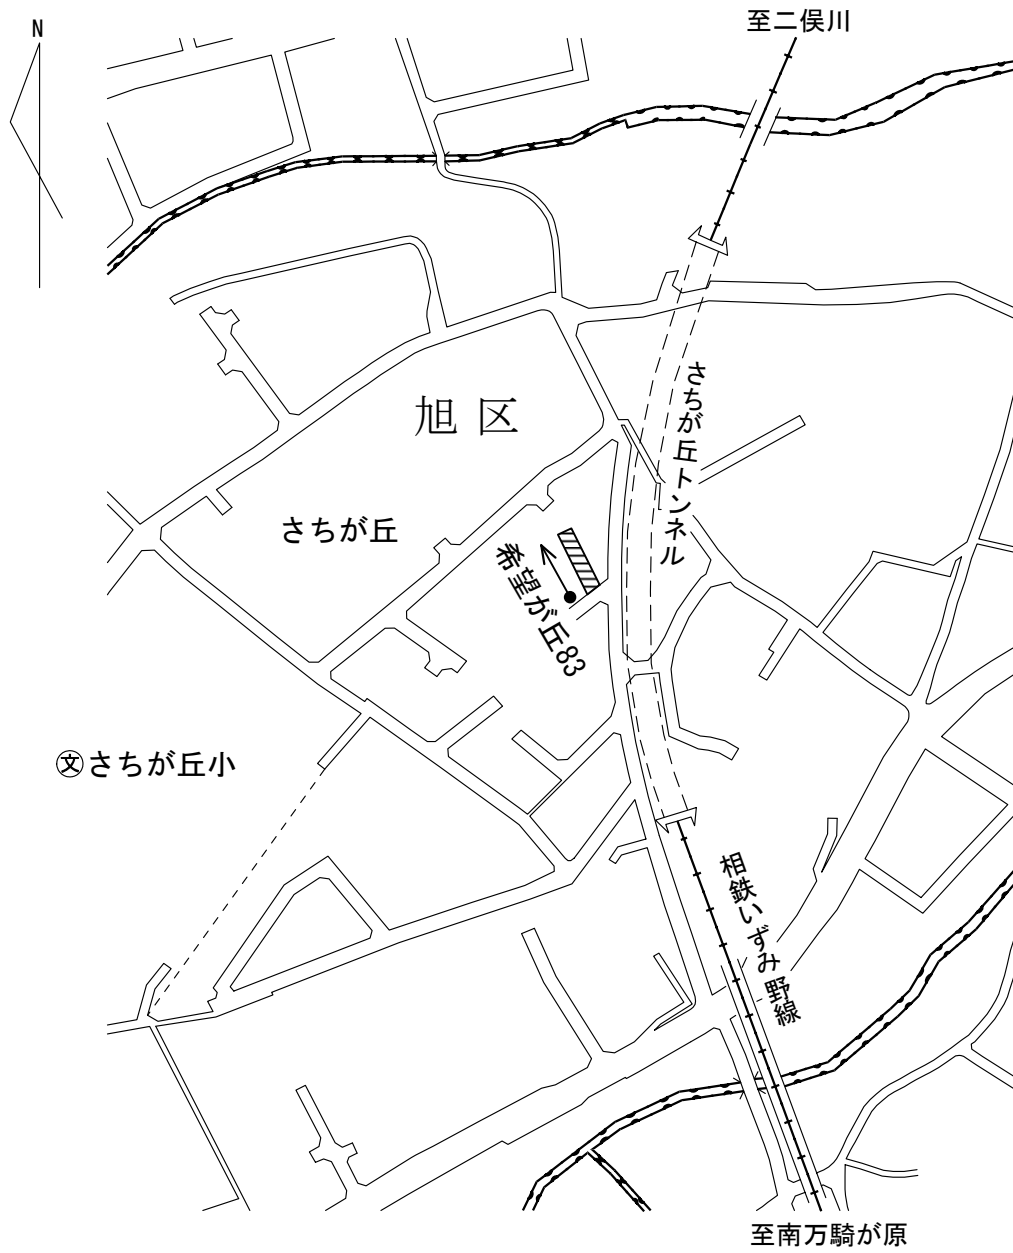 至二俣川
N
さちが丘トンネル
旭区
さちが丘
希望が丘83
㊫さちが丘小
相鉄いずみ野線
至南万騎が原